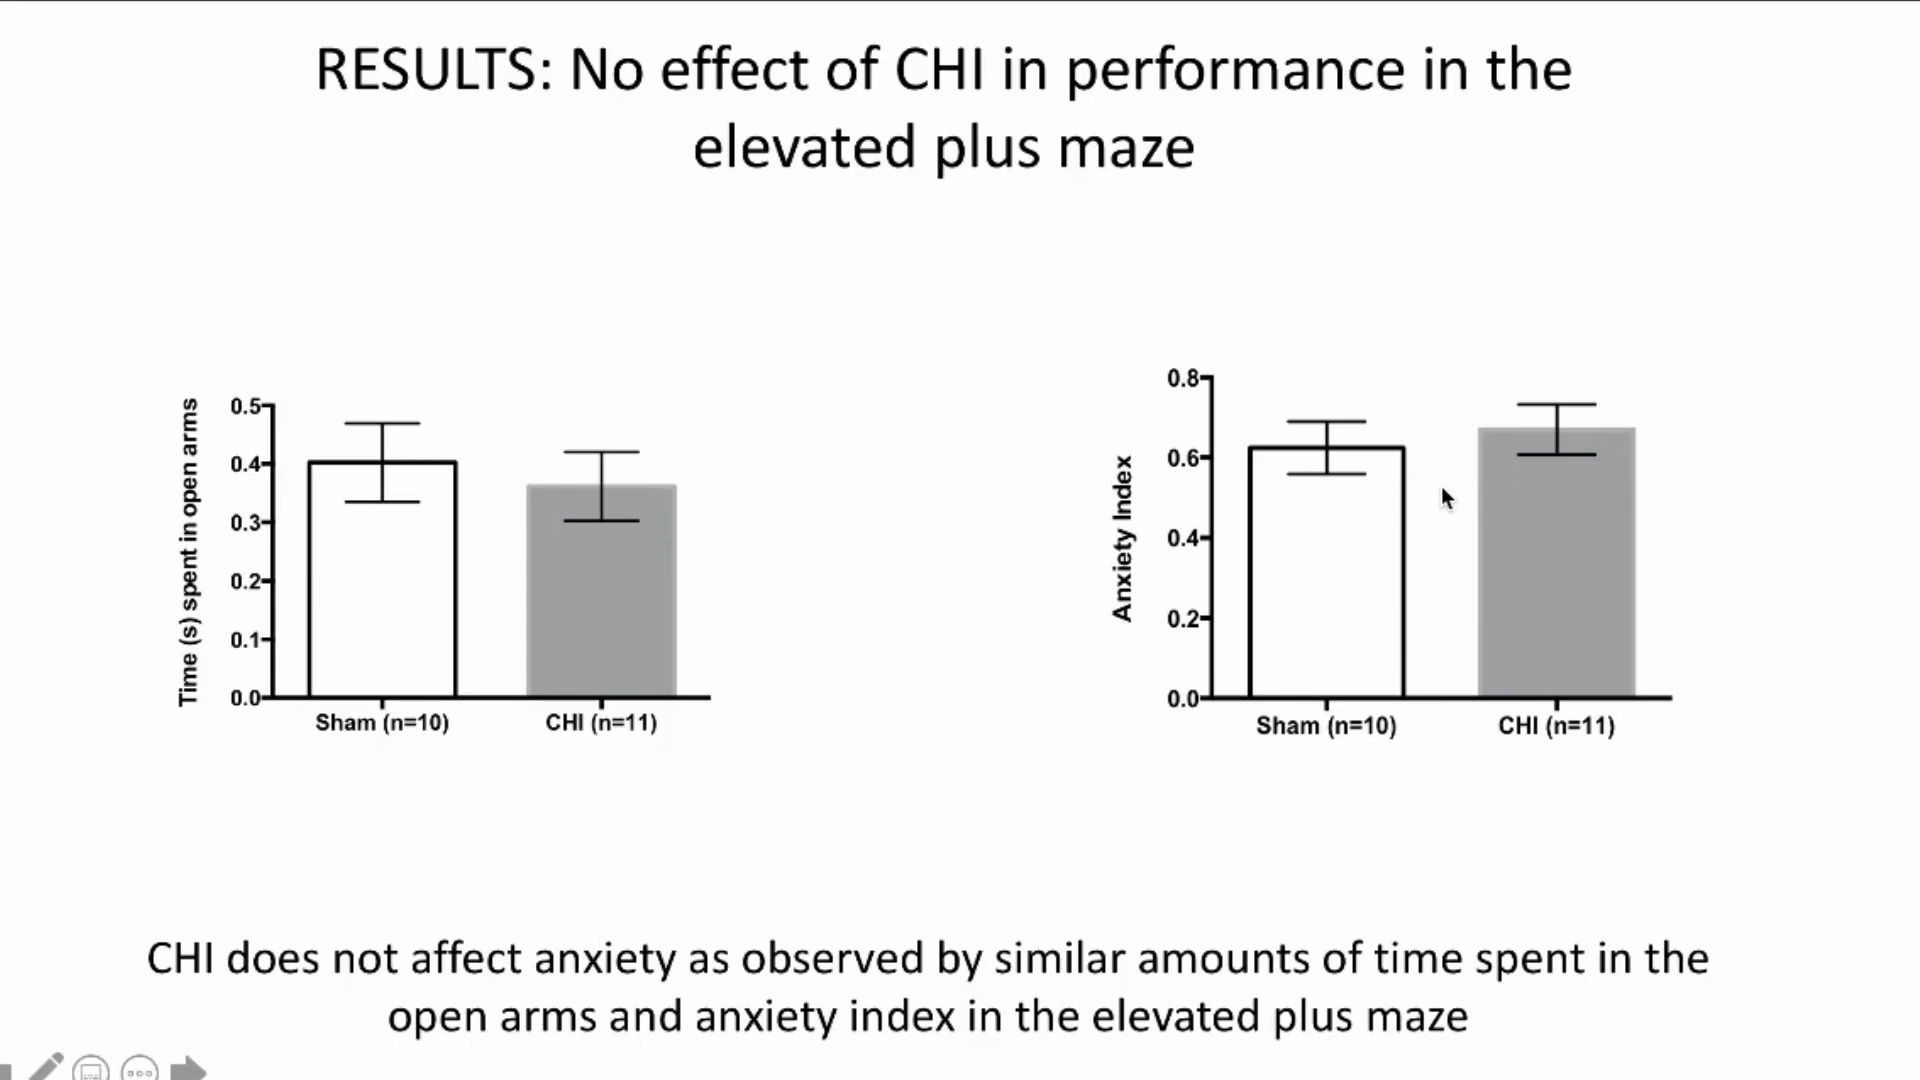 RESULTS: No effect of CHI in performance in the
elevated plus maze
Time (s) spent in open arms
0.5
0.4
0.3
0.2
0.1
0.0
Sham (n=10)
CHI (n=11)
Anxiety Index
0.8
0.6
0.4
0.2
0.0
Sham (n=10)
CHI (n=11)
CHI does not affect anxiety as observed by similar amounts of time spent in the
open arms and anxiety index in the elevated plus maze